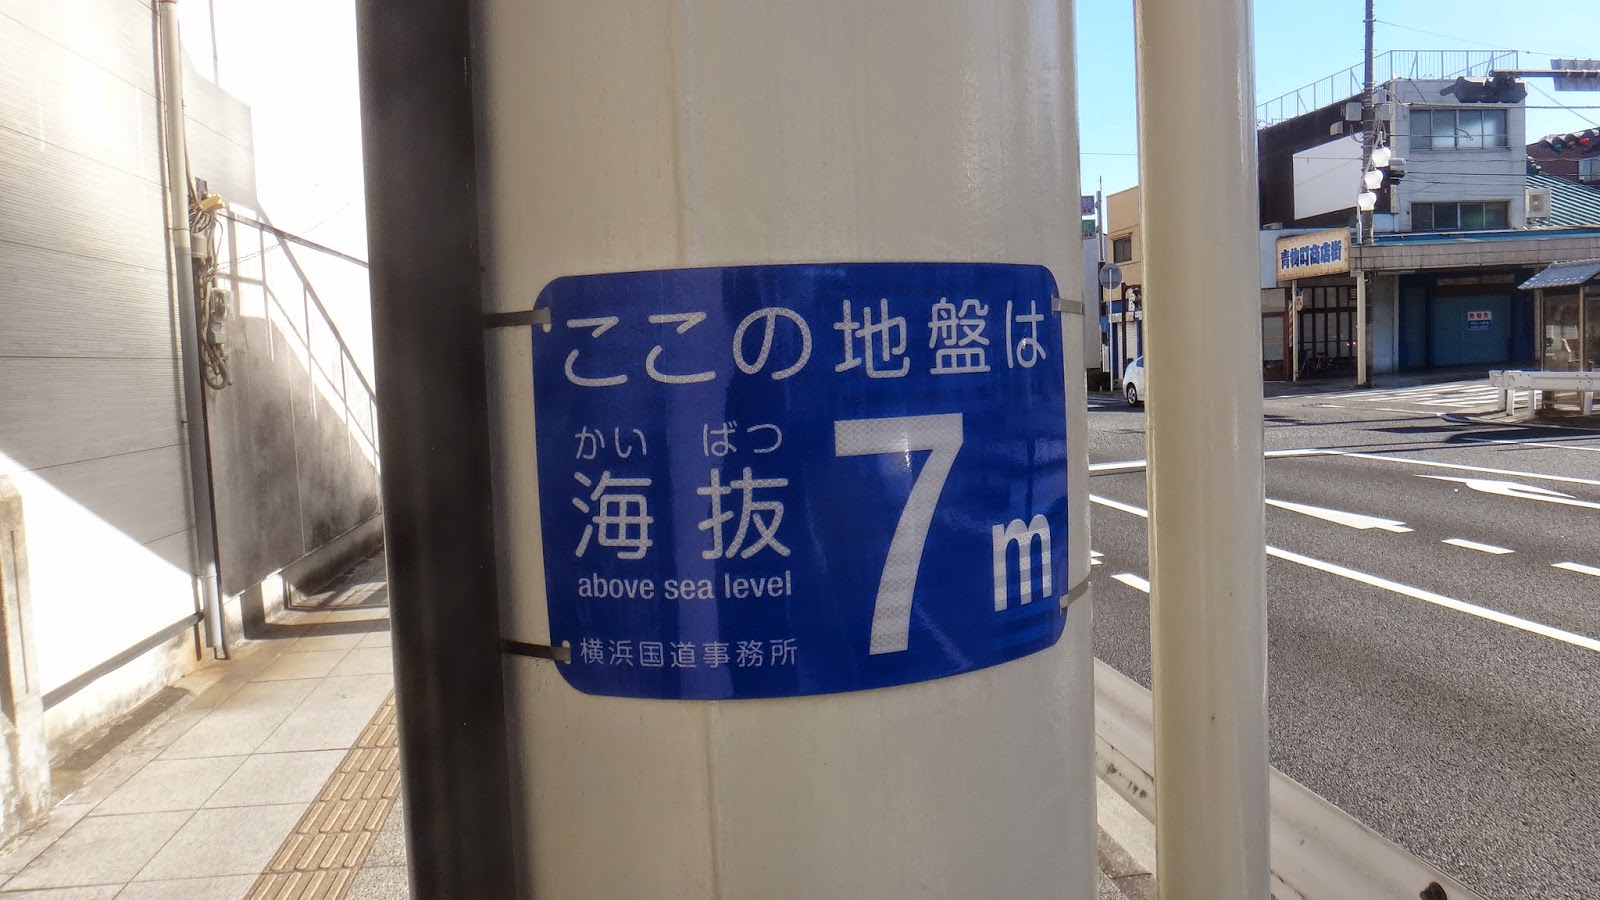 ここの地盤は
かい ばつ
海抜 7m
above sea level
横浜国道事務所
青物町商店街